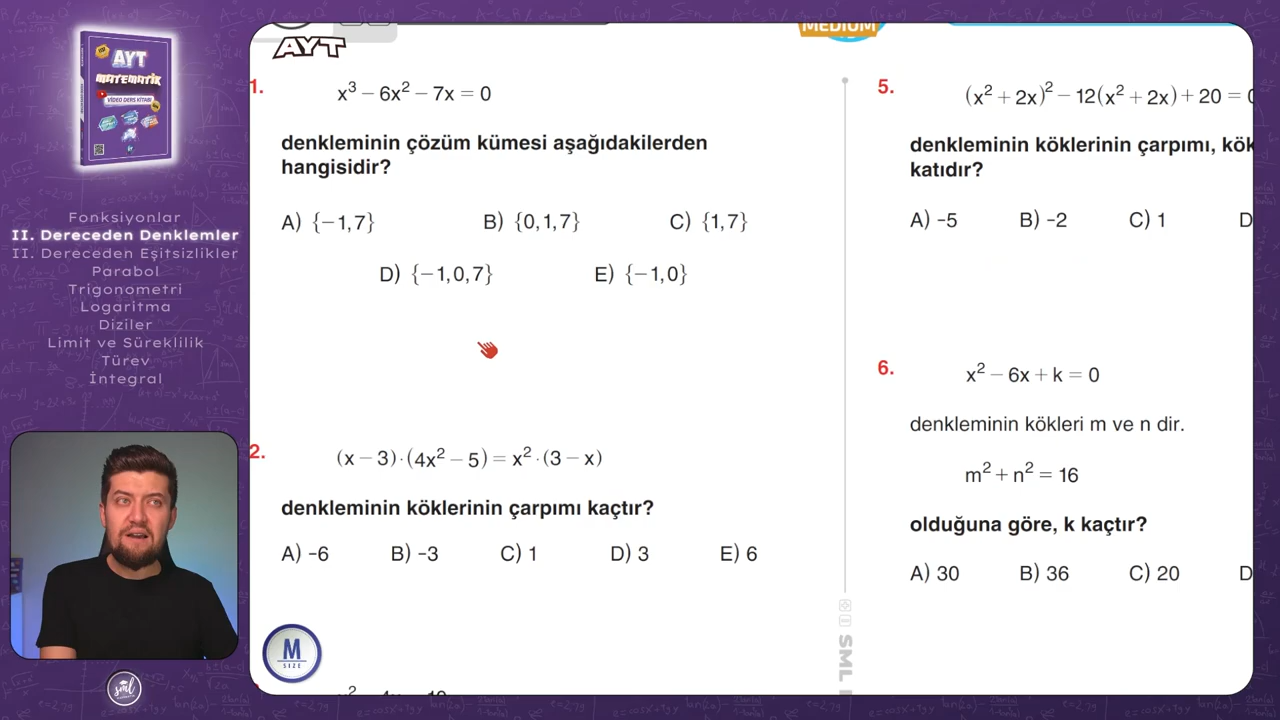 AYT
MATEMATİK
VİDEO DERS KİTABI
Fonksiyonlar
II. Dereceden Denklemler
II. Dereceden Eşitsizlikler
Parabol
Trigonometri
Logaritma
Diziler
Limit ve Süreklilik
Türev
İntegral
sml
AYT
MEDIUM
1.
x³ − 6x² − 7x = 0
denkleminin çözüm kümesi aşağıdakilerden
hangisidir?
A) {−1,7} B) {0,1,7} C) {1,7}
D) {−1,0,7} E) {−1,0}
2.
(x − 3)·(4x² − 5) = x²·(3 − x)
denkleminin köklerinin çarpımı kaçtır?
A) -6 B) -3 C) 1 D) 3 E) 6
M
SIZE
SML
5.
(x² + 2x)² − 12(x² + 2x) + 20 = 0
denkleminin köklerinin çarpımı, kök
katıdır?
A) -5 B) -2 C) 1 D
6.
x² − 6x + k = 0
denkleminin kökleri m ve n dir.
m² + n² = 16
olduğuna göre, k kaçtır?
A) 30 B) 36 C) 20 D